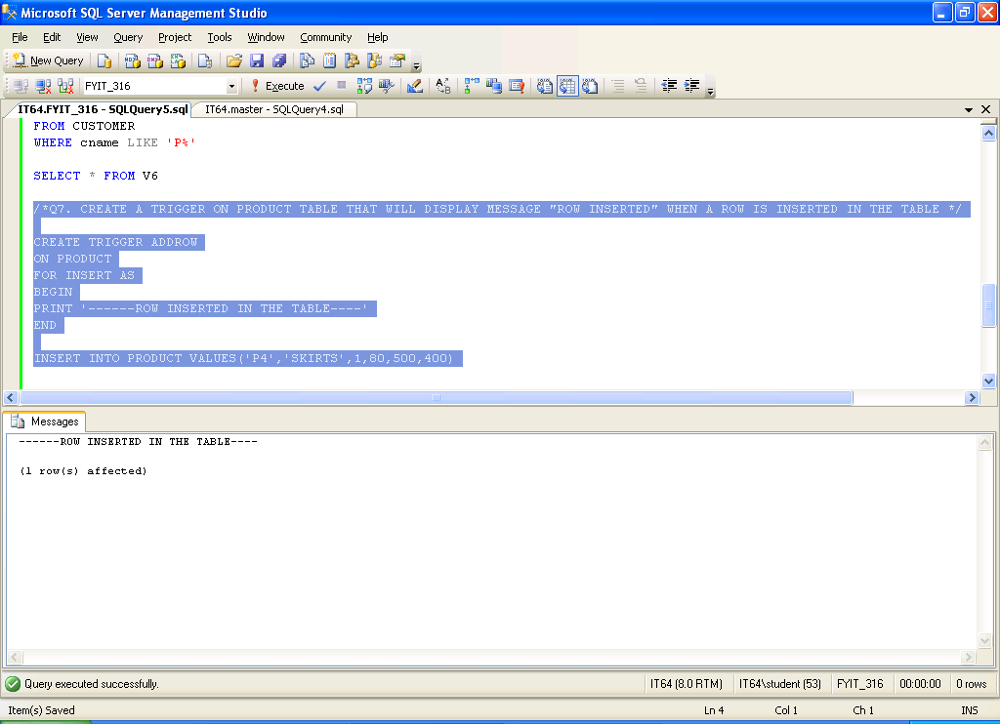 Microsoft SQL Server Management Studio
File Edit View Query Project Tools Window Community Help
New Query
FYIT_316 Execute
IT64.FYIT_316 - SQLQuery5.sql IT64.master - SQLQuery4.sql
FROM CUSTOMER
WHERE cname LIKE 'P%'
SELECT * FROM V6
/*Q7. CREATE A TRIGGER ON PRODUCT TABLE THAT WILL DISPLAY MESSAGE "ROW INSERTED" WHEN A ROW IS INSERTED IN THE TABLE */
CREATE TRIGGER ADDROW
ON PRODUCT
FOR INSERT AS
BEGIN
PRINT '------ROW INSERTED IN THE TABLE----'
END
INSERT INTO PRODUCT VALUES('P4','SKIRTS',1,80,500,400)
Messages
------ROW INSERTED IN THE TABLE----
(1 row(s) affected)
Query executed successfully. IT64 (8.0 RTM) IT64\student (53) FYIT_316 00:00:00 0 rows
Item(s) Saved Ln 4 Col 1 Ch 1 INS